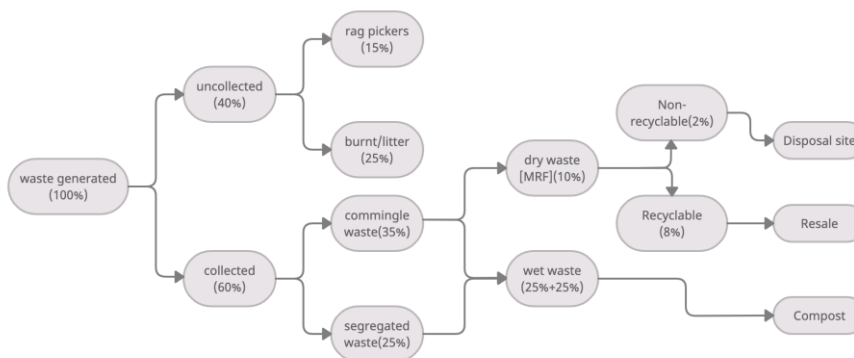 rag pickers
(15%)
uncollected
(40%)
burnt/litter
(25%)
waste generated
(100%)
commingle
waste(35%)
collected
(60%)
segregated
waste(25%)
dry waste
[MRF](10%)
wet waste
(25%+25%)
Non-
recyclable(2%)
Recyclable
(8%)
Disposal site
Resale
Compost